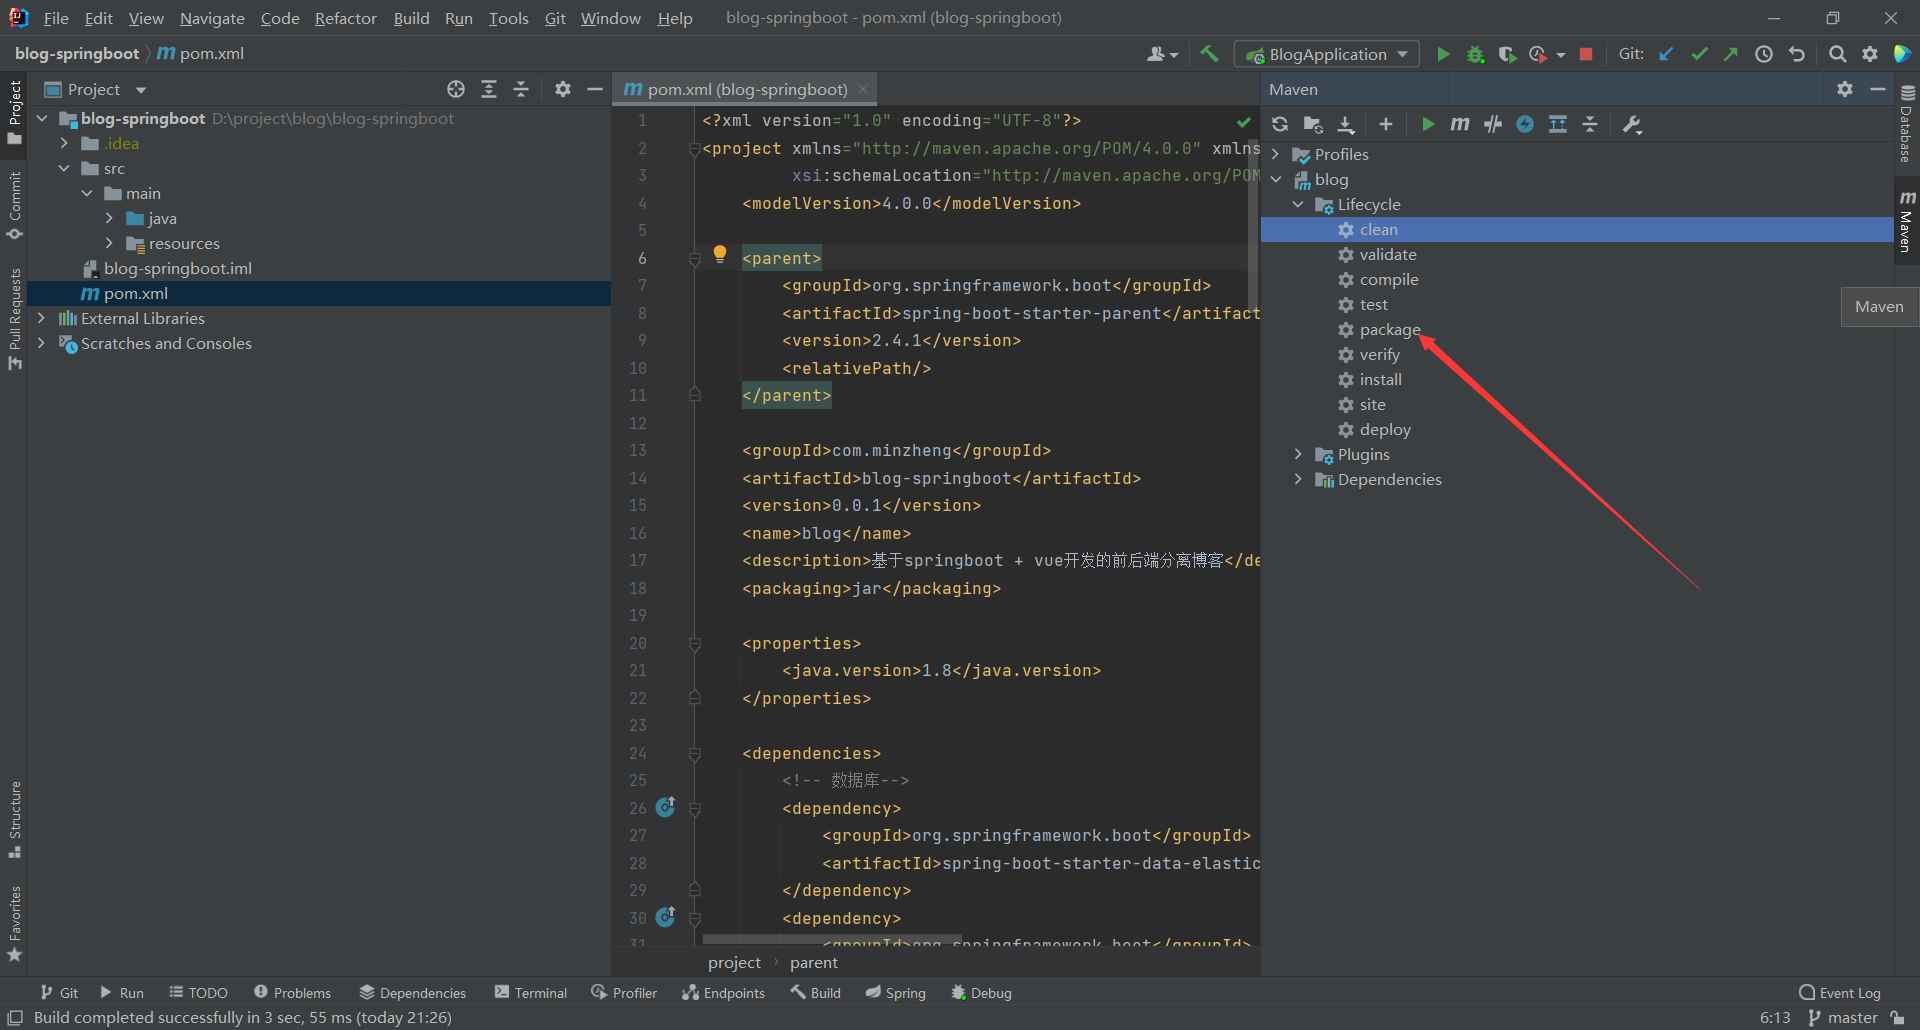 File Edit View Navigate Code Refactor Build Run Tools Git Window Help blog-springboot - pom.xml (blog-springboot)
blog-springboot pom.xml
BlogApplication
Git:
Project
blog-springboot D:\project\blog\blog-springboot
.idea
src
main
java
resources
blog-springboot.iml
pom.xml
External Libraries
Scratches and Consoles
Project
Commit
Pull Requests
Structure
Favorites
pom.xml (blog-springboot)
1 <?xml version="1.0" encoding="UTF-8"?>
2 <project xmlns="http://maven.apache.org/POM/4.0.0" xmlns
3 xsi:schemaLocation="http://maven.apache.org/POM
4 <modelVersion>4.0.0</modelVersion>
5
6 <parent>
7 <groupId>org.springframework.boot</groupId>
8 <artifactId>spring-boot-starter-parent</artifact
9 <version>2.4.1</version>
10 <relativePath/>
11 </parent>
12
13 <groupId>com.minzheng</groupId>
14 <artifactId>blog-springboot</artifactId>
15 <version>0.0.1</version>
16 <name>blog</name>
17 <description>基于springboot + vue开发的前后端分离博客</de
18 <packaging>jar</packaging>
19
20 <properties>
21 <java.version>1.8</java.version>
22 </properties>
23
24 <dependencies>
25 <!-- 数据库-->
26 <dependency>
27 <groupId>org.springframework.boot</groupId>
28 <artifactId>spring-boot-starter-data-elastic
29 </dependency>
30 <dependency>
31 <groupId>org.springframework.boot</groupId>
project parent
Maven
Profiles
blog
Lifecycle
clean
validate
compile
test
package
verify
install
site
deploy
Plugins
Dependencies
Maven
Database
Maven
Git Run TODO Problems Dependencies Terminal Profiler Endpoints Build Spring Debug Event Log
Build completed successfully in 3 sec, 55 ms (today 21:26) 6:13 master